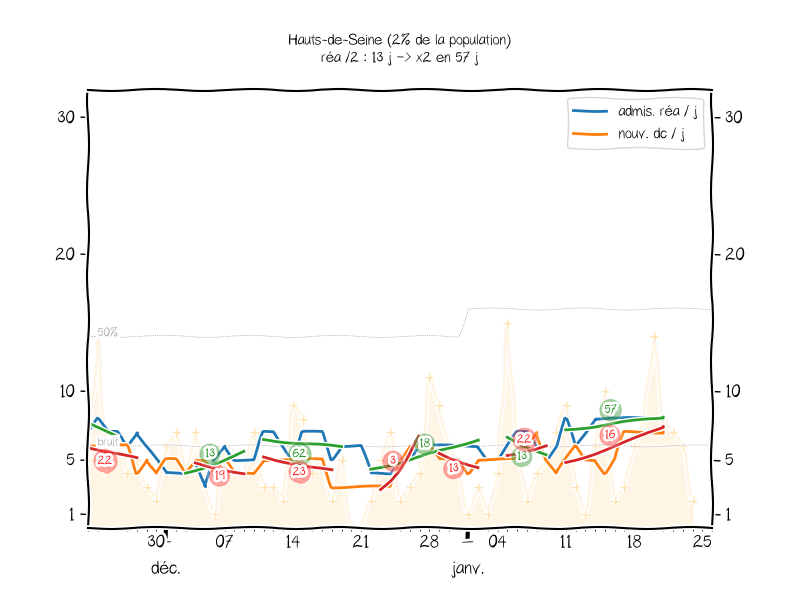 Hauts-de-Seine (2% de la population)
réa /2 : 13 j -> x2 en 57 j
admis. réa / j
nouv. dc / j
30 30
20 20
50%
10 10
57
bruit 22 16
13 62 18 13
22 3
5 19 23 13 5
1 1
30 07 14 21 28 04 11 18 25
déc. janv.